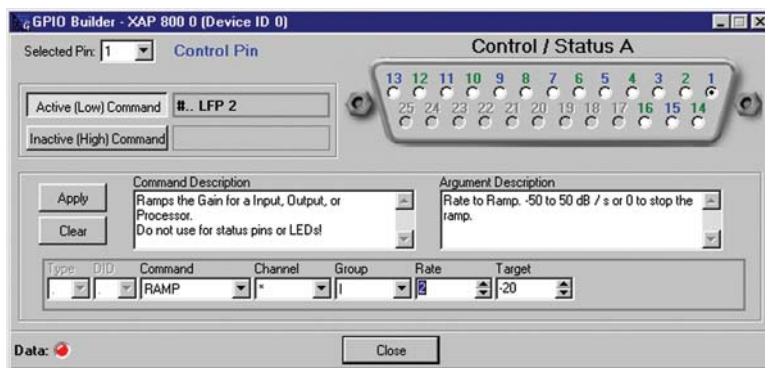 GPIO Builder - XAP 800 0 (Device ID 0)
Selected Pin: 1 Control Pin
Control / Status A
13 12 11 10 9 8 7 6 5 4 3 2 1
25 24 23 22 21 20 19 18 17 16 15 14
Active (Low) Command #.. LFP 2
Inactive (High) Command
Apply
Clear
Command Description
Ramps the Gain for a Input, Output, or
Processor.
Do not use for status pins or LEDs!
Argument Description
Rate to Ramp. -50 to 50 dB / s or 0 to stop the
ramp.
Type DID Command Channel Group Rate Target
. . RAMP * I 2 -20
Data:
Close